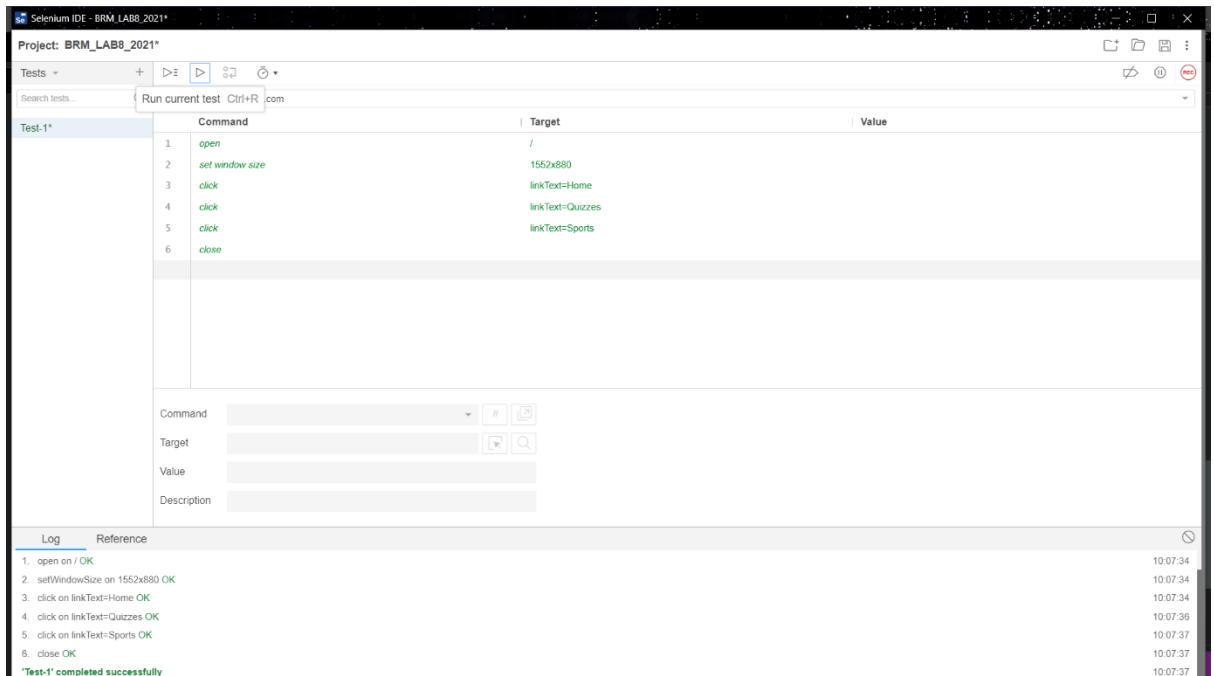 Selenium IDE - BRM_LAB8_2021*
Project: BRM_LAB8_2021*
Tests
Search tests...
Run current test Ctrl+R
.com
Test-1*
Command Target Value
1 open /
2 set window size 1552x880
3 click linkText=Home
4 click linkText=Quizzes
5 click linkText=Sports
6 close
Command //
Target
Value
Description
Log Reference
1. open on / OK 10:07:34
2. setWindowSize on 1552x880 OK 10:07:34
3. click on linkText=Home OK 10:07:34
4. click on linkText=Quizzes OK 10:07:36
5. click on linkText=Sports OK 10:07:37
6. close OK 10:07:37
'Test-1' completed successfully 10:07:37
REC
Se